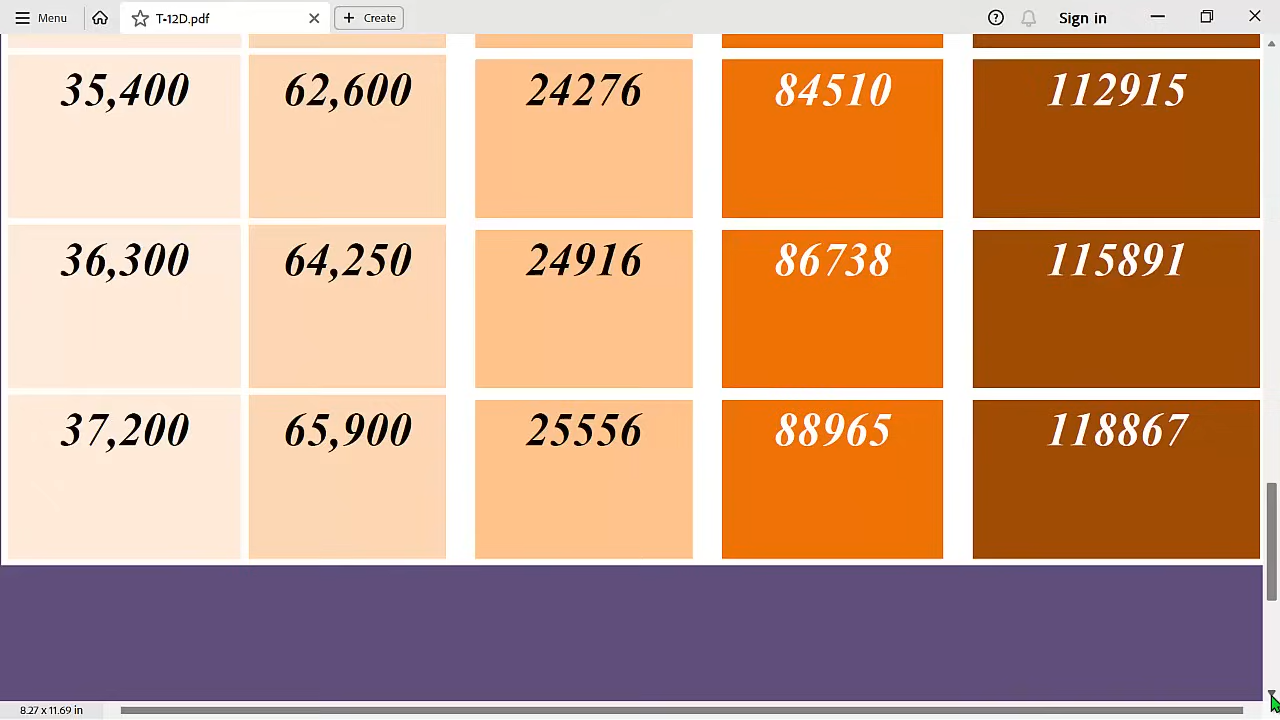 Menu T-12D.pdf Create Sign in
35,400 62,600 24276 84510 112915
36,300 64,250 24916 86738 115891
37,200 65,900 25556 88965 118867
8.27 x 11.69 in